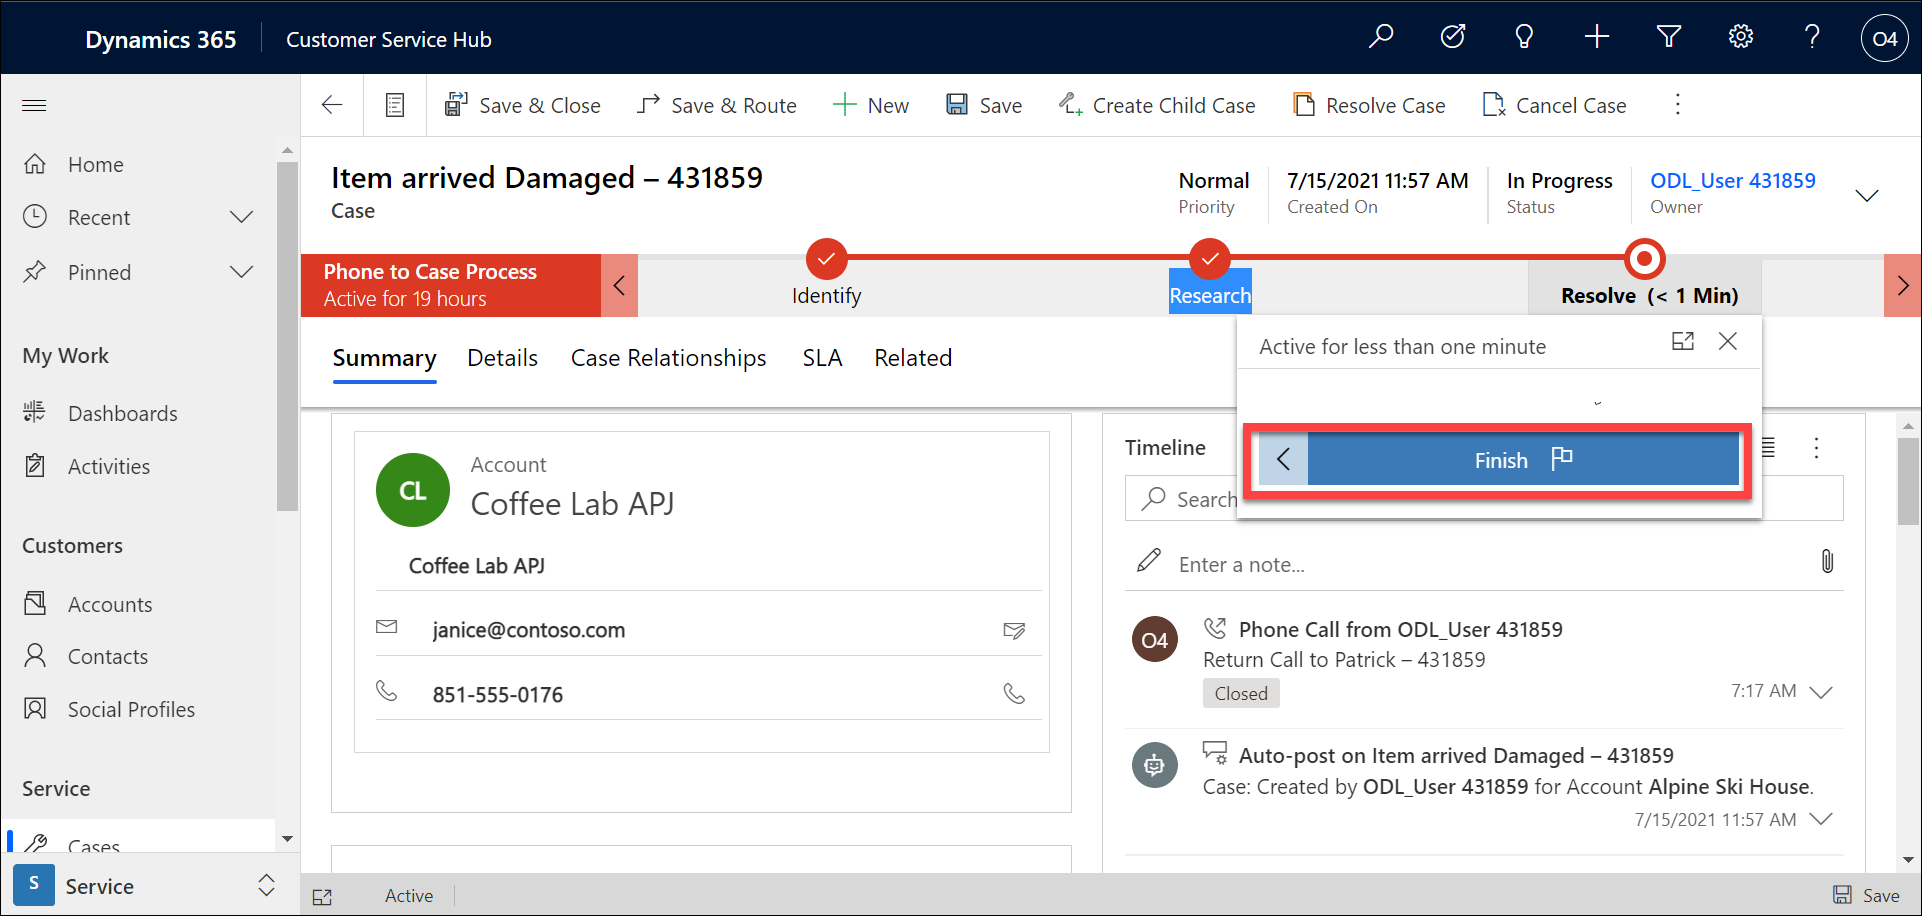 Dynamics 365 Customer Service Hub O4
Save & Close Save & Route New Save Create Child Case Resolve Case Cancel Case
Home
Recent
Pinned
My Work
Dashboards
Activities
Customers
Accounts
Contacts
Social Profiles
Service
Cases
S Service
Item arrived Damaged – 431859
Case
Normal
Priority
7/15/2021 11:57 AM
Created On
In Progress
Status
ODL_User 431859
Owner
Phone to Case Process
Active for 19 hours
Identify
Research
Resolve (< 1 Min)
Summary Details Case Relationships SLA Related
Active for less than one minute
Finish
CL
Account
Coffee Lab APJ
Coffee Lab APJ
janice@contoso.com
851-555-0176
Timeline
Search
Enter a note...
O4
Phone Call from ODL_User 431859
Return Call to Patrick – 431859
Closed
7:17 AM
Auto-post on Item arrived Damaged – 431859
Case: Created by ODL_User 431859 for Account Alpine Ski House.
7/15/2021 11:57 AM
Active
Save